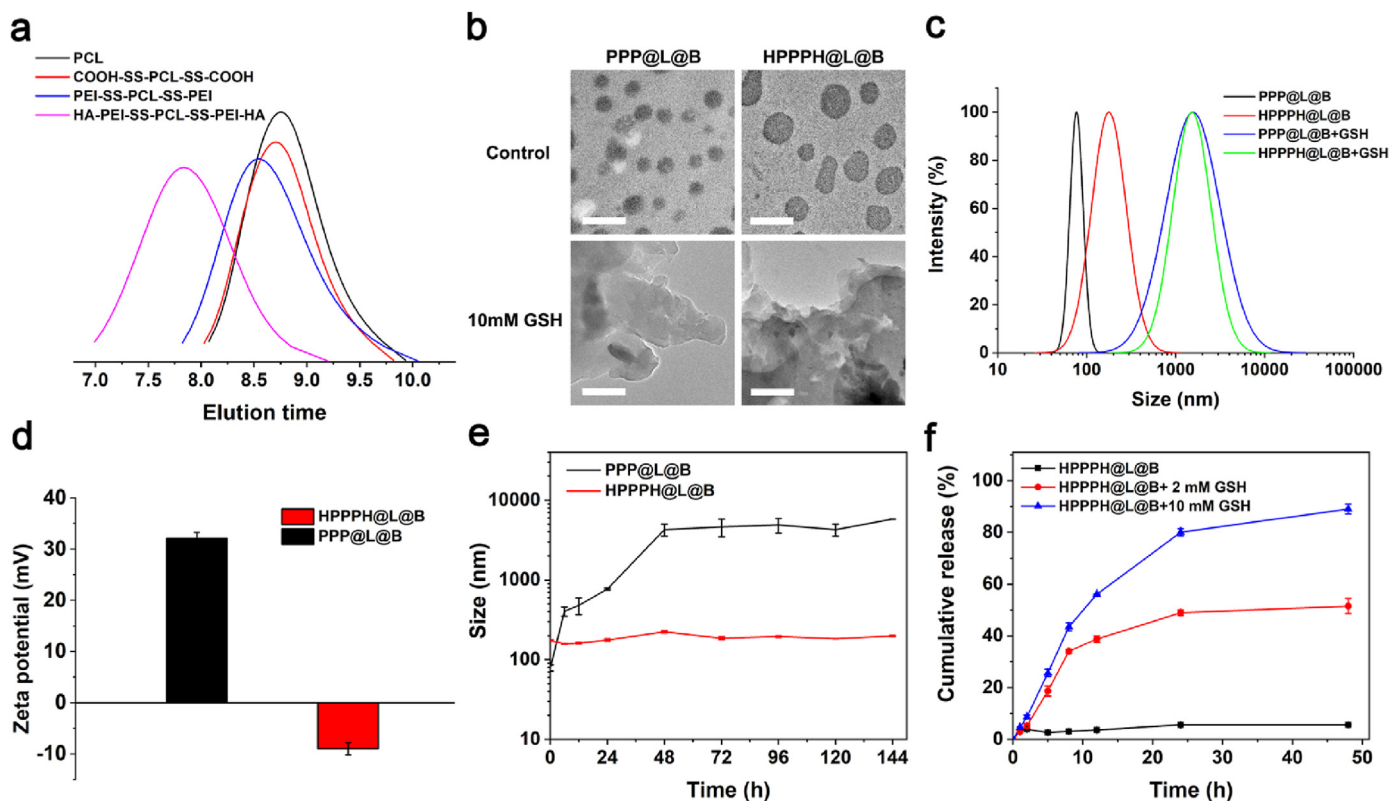 a
PCL
COOH-SS-PCL-SS-COOH
PEI-SS-PCL-SS-PEI
HA-PEI-SS-PCL-SS-PEI-HA
7.0 7.5 8.0 8.5 9.0 9.5 10.0
Elution time
b
PPP@L@B HPPPH@L@B
Control
10mM GSH
c
PPP@L@B
HPPPH@L@B
PPP@L@B+GSH
HPPPH@L@B+GSH
Intensity (%)
100
80
60
40
20
0
10 100 1000 10000 100000
Size (nm)
d
HPPPH@L@B
PPP@L@B
Zeta potential (mV)
40
30
20
10
0
-10
e
PPP@L@B
HPPPH@L@B
Size (nm)
10000
1000
100
10
0 24 48 72 96 120 144
Time (h)
f
HPPPH@L@B
HPPPH@L@B+ 2 mM GSH
HPPPH@L@B+10 mM GSH
Cumulative release (%)
100
80
60
40
20
0
0 10 20 30 40 50
Time (h)